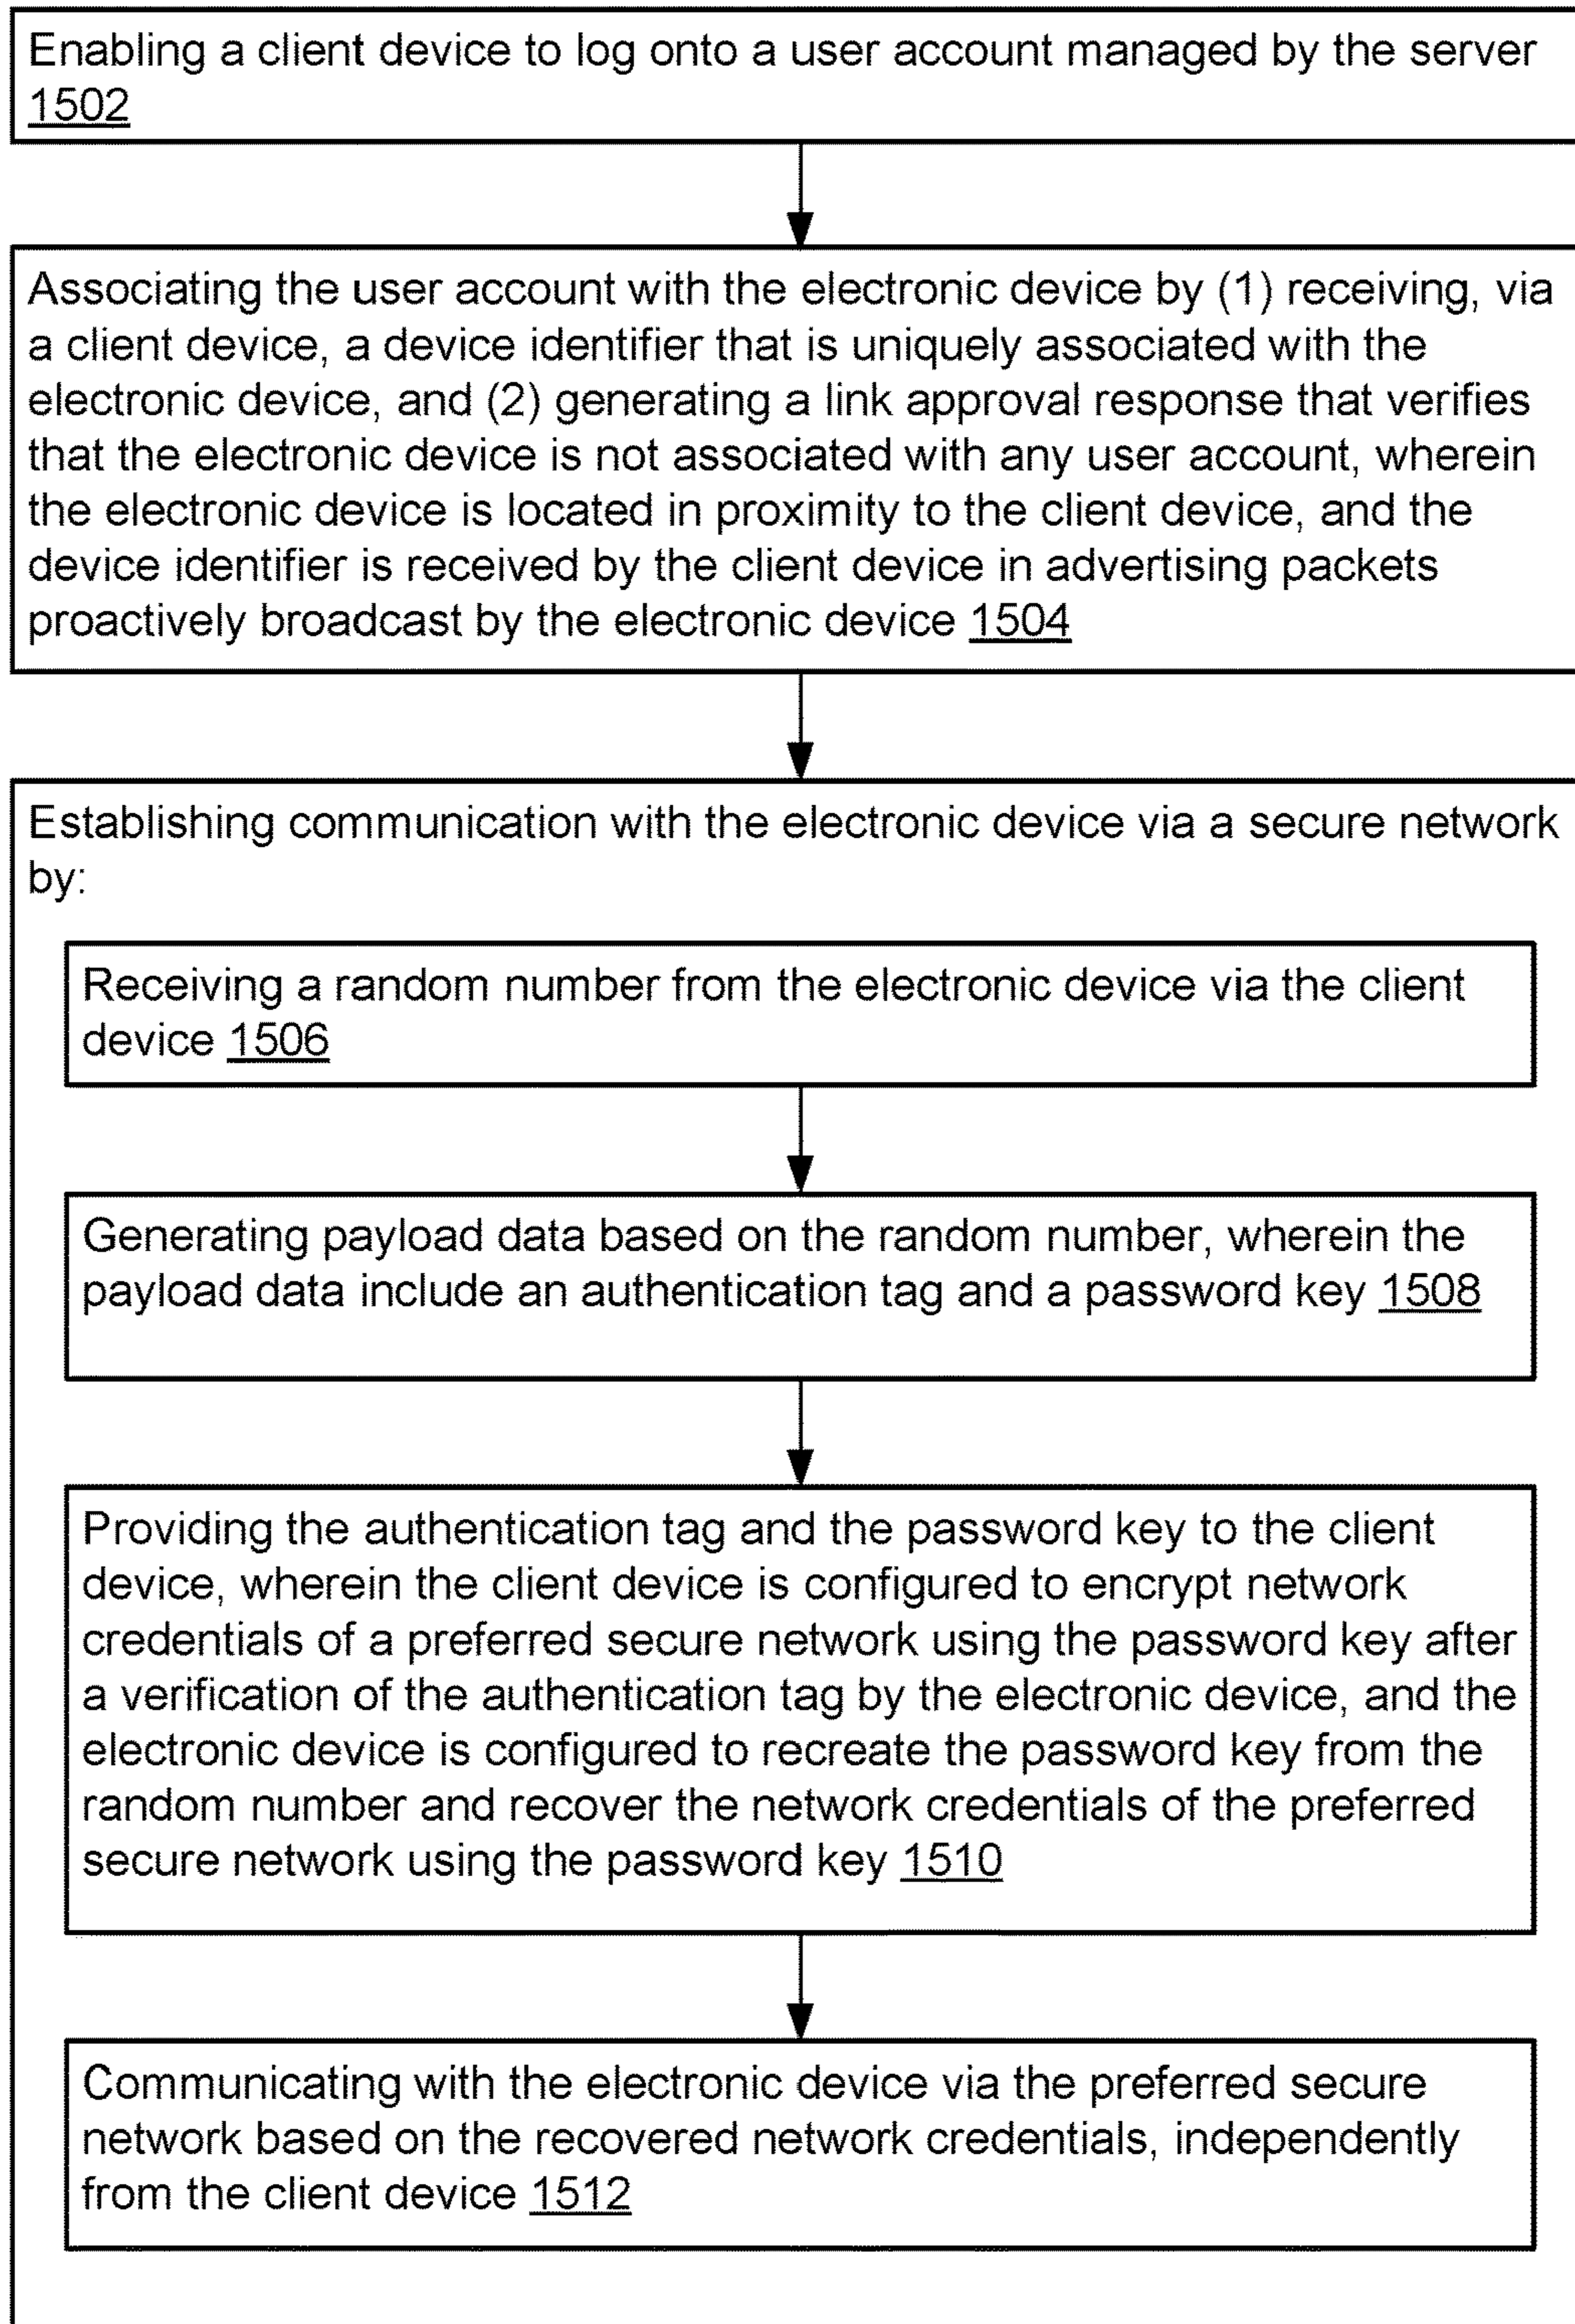 Enabling a client device to log onto a user account managed by the server
1502
Associating the user account with the electronic device by (1) receiving, via
a client device, a device identifier that is uniquely associated with the
electronic device, and (2) generating a link approval response that verifies
that the electronic device is not associated with any user account, wherein
the electronic device is located in proximity to the client device, and the
device identifier is received by the client device in advertising packets
proactively broadcast by the electronic device 1504
Establishing communication with the electronic device via a secure network
by:
Receiving a random number from the electronic device via the client
device 1506
Generating payload data based on the random number, wherein the
payload data include an authentication tag and a password key 1508
Providing the authentication tag and the password key to the client
device, wherein the client device is configured to encrypt network
credentials of a preferred secure network using the password key after
a verification of the authentication tag by the electronic device, and the
electronic device is configured to recreate the password key from the
random number and recover the network credentials of the preferred
secure network using the password key 1510
Communicating with the electronic device via the preferred secure
network based on the recovered network credentials, independently
from the client device 1512